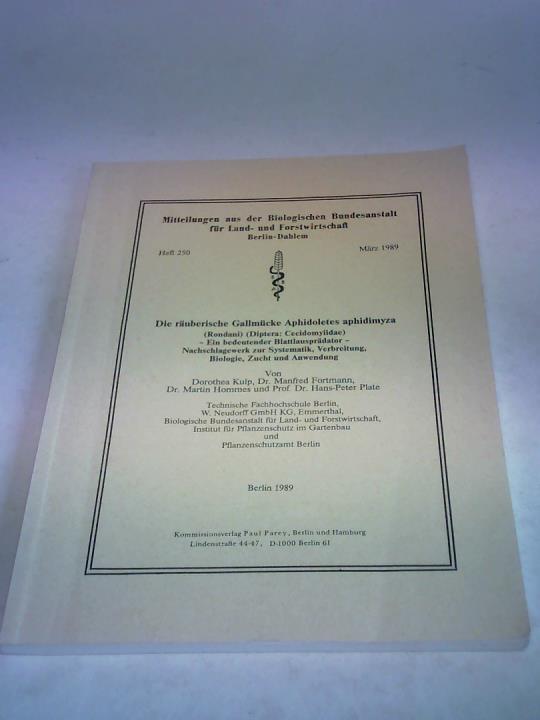 Mitteilungen aus der Biologischen Bundesanstalt
für Land- und Forstwirtschaft
Berlin-Dahlem
Heft 250
März 1989
Die räuberische Gallmücke Aphidoletes aphidimyza
(Rondani) (Diptera: Cecidomyiidae)
– Ein bedeutender Blattlausprädator –
Nachschlagewerk zur Systematik, Verbreitung,
Biologie, Zucht und Anwendung
Von
Dorothea Kulp, Dr. Manfred Fortmann,
Dr. Martin Hommes und Prof. Dr. Hans-Peter Plate
Technische Fachhochschule Berlin,
W. Neudorff GmbH KG, Emmerthal,
Biologische Bundesanstalt für Land- und Forstwirtschaft,
Institut für Pflanzenschutz im Gartenbau
und
Pflanzenschutzamt Berlin
Berlin 1989
Kommissionsverlag Paul Parey, Berlin und Hamburg
Lindenstraße 44-47, D-1000 Berlin 61